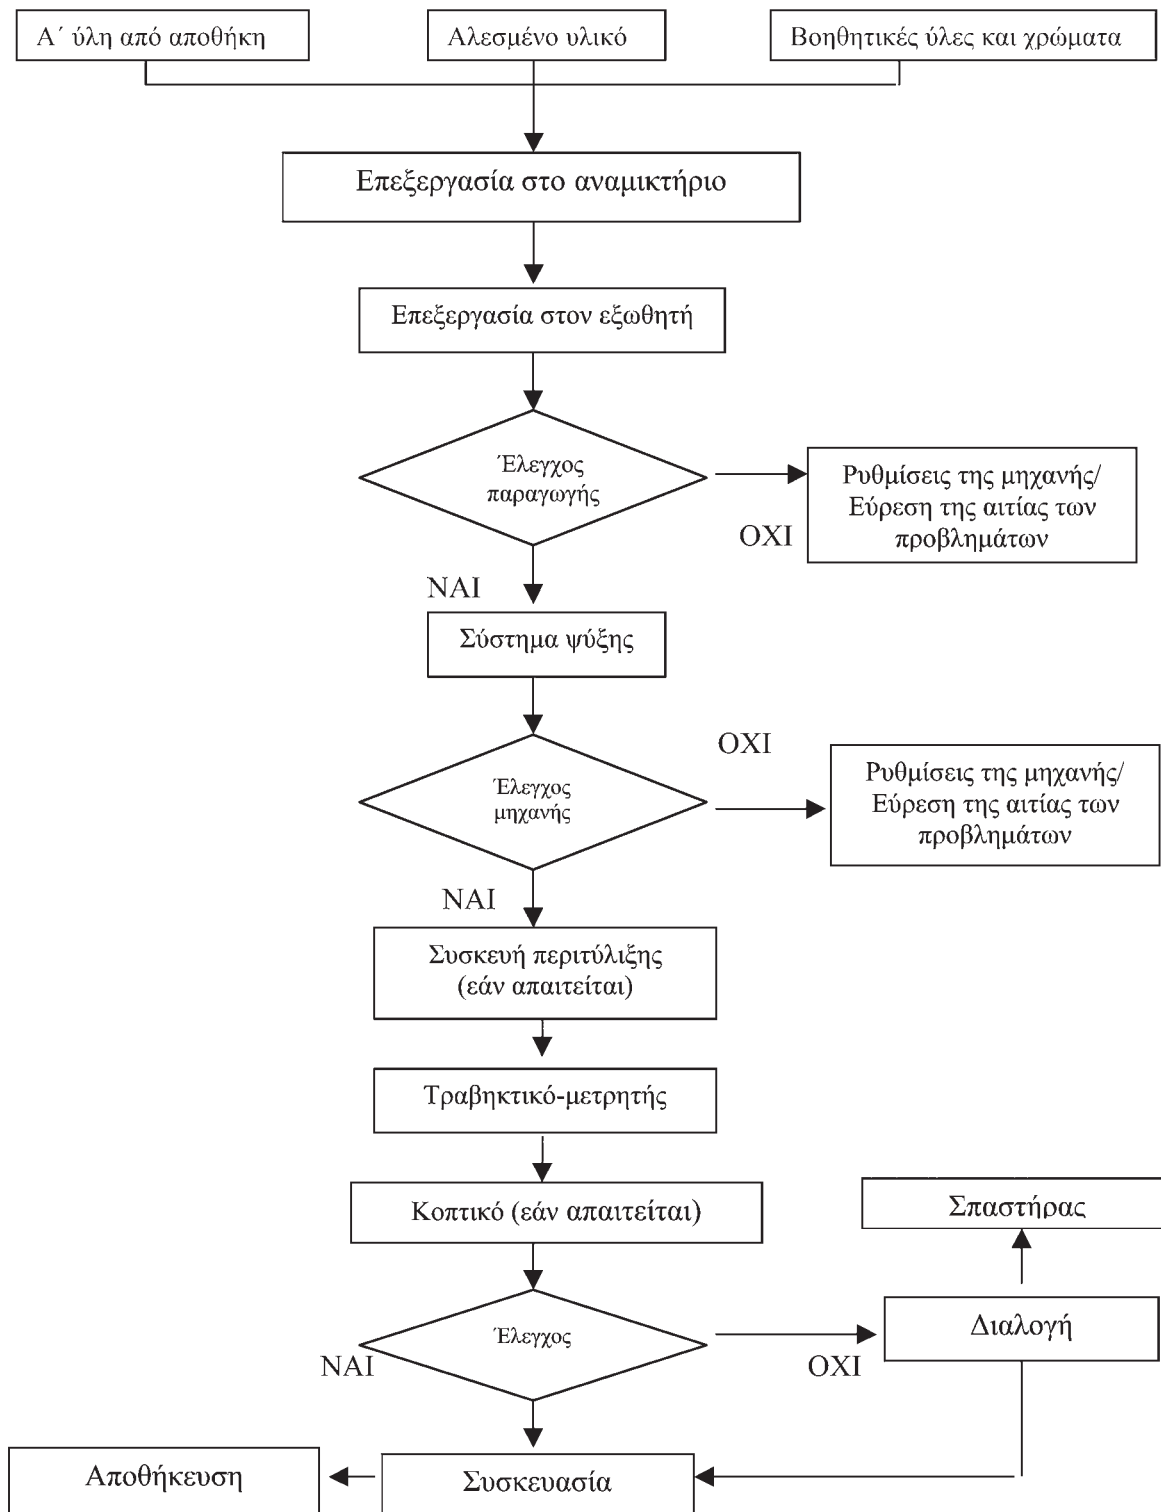 Α΄ ύλη από αποθήκη
Αλεσμένο υλικό
Βοηθητικές ύλες και χρώματα
Επεξεργασία στο αναμικτήριο
Επεξεργασία στον εξωθητή
Έλεγχος
παραγωγής
ΟΧΙ
Ρυθμίσεις της μηχανής/
Εύρεση της αιτίας των
προβλημάτων
ΝΑΙ
Σύστημα ψύξης
Έλεγχος
μηχανής
ΟΧΙ
Ρυθμίσεις της μηχανής/
Εύρεση της αιτίας των
προβλημάτων
ΝΑΙ
Συσκευή περιτύλιξης
(εάν απαιτείται)
Τραβηκτικό-μετρητής
Κοπτικό (εάν απαιτείται)
Σπαστήρας
Έλεγχος
ΝΑΙ
ΟΧΙ
Διαλογή
Αποθήκευση
Συσκευασία